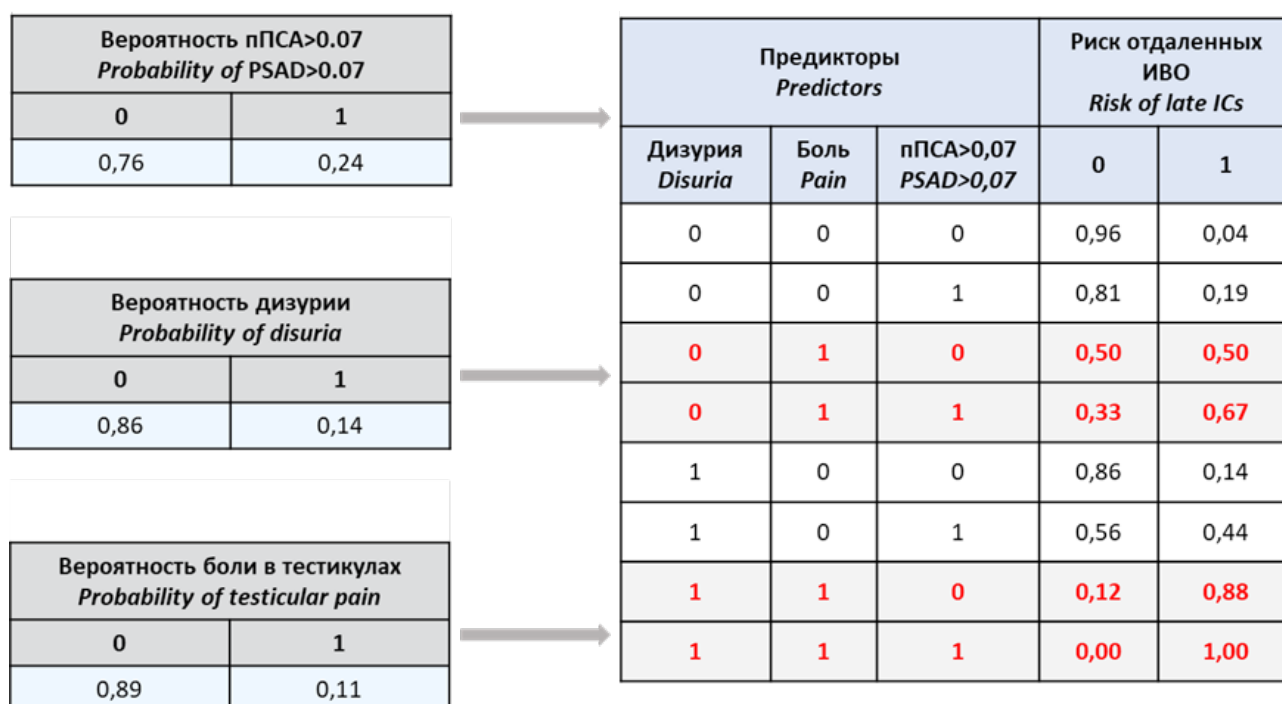 Вероятность пПСА>0.07
Probability of PSAD>0.07
0 1
0,76 0,24
Вероятность дизурии
Probability of disuria
0 1
0,86 0,14
Вероятность боли в тестикулах
Probability of testicular pain
0 1
0,89 0,11
Предикторы
Predictors
Риск отдаленных
ИВО
Risk of late ICs
Дизурия
Disuria
Боль
Pain
пПСА>0,07
PSAD>0,07
0 1
0 0 0 0,96 0,04
0 0 1 0,81 0,19
0 1 0 0,50 0,50
0 1 1 0,33 0,67
1 0 0 0,86 0,14
1 0 1 0,56 0,44
1 1 0 0,12 0,88
1 1 1 0,00 1,00